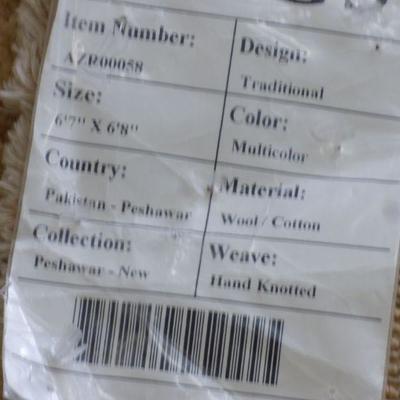 Item Number:
AZR00058
Design:
Traditional
Size:
6'7" X 6'8"
Color:
Multicolor
Country:
Pakistan - Peshawar
Material:
Wool / Cotton
Collection:
Peshawar - New
Weave:
Hand Knotted